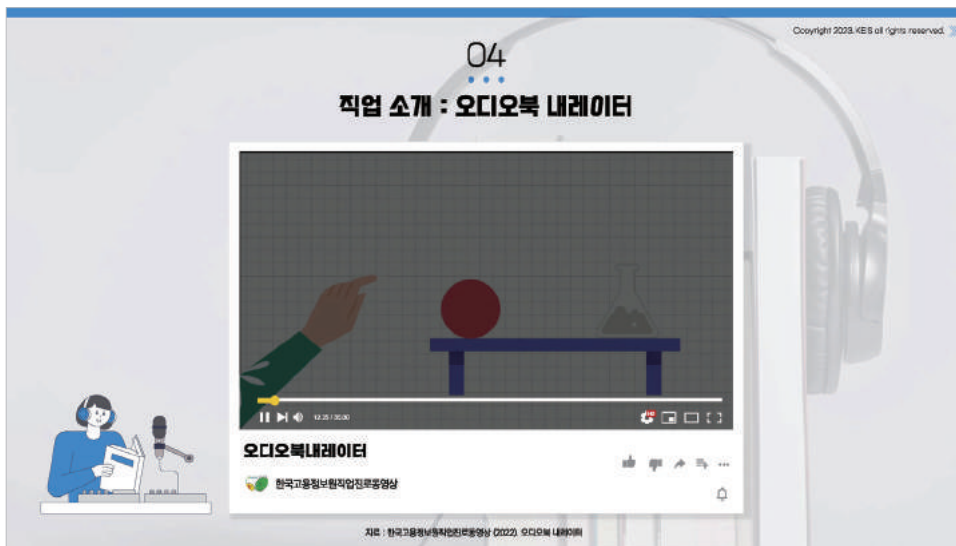 Copyright 2023. KES all rights reserved.
04
직업 소개 : 오디오북 내레이터
오디오북내레이터
한국고용정보원직업진로동영상
자료 : 한국고용정보원직업진로동영상 (2022). 오디오북 내레이터